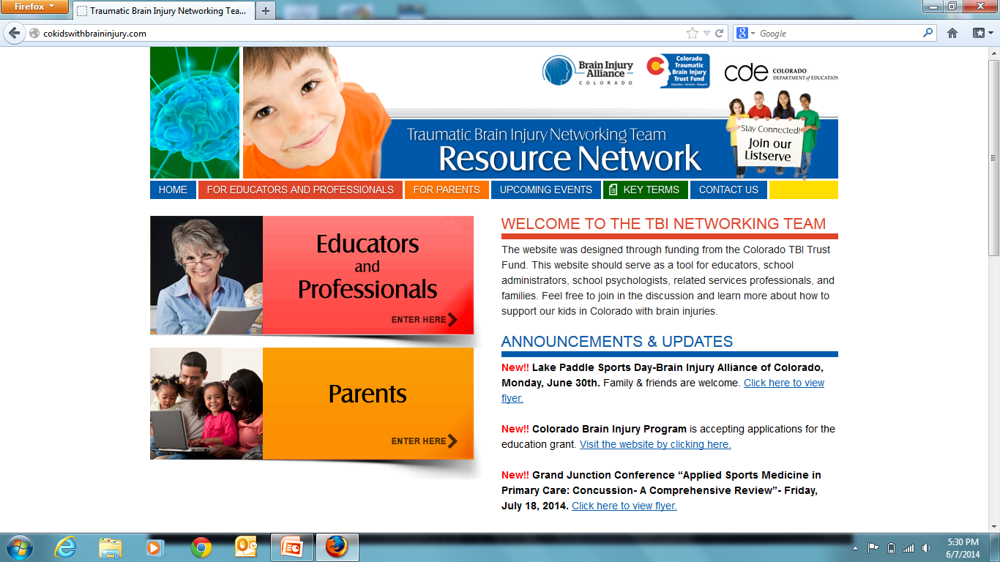 Firefox
Traumatic Brain Injury Networking Tea...
cokidswithbraininjury.com
Google
Brain Injury
Alliance
COLORADO
Colorado
Traumatic
Brain Injury
Trust Fund
Education • Services • Research
cde COLORADO
DEPARTMENT of EDUCATION
Stay Connected!
Join our
Listserve
Traumatic Brain Injury Networking Team
Resource Network
HOME FOR EDUCATORS AND PROFESSIONALS FOR PARENTS UPCOMING EVENTS KEY TERMS CONTACT US
Educators
and
Professionals
ENTER HERE
Parents
ENTER HERE
WELCOME TO THE TBI NETWORKING TEAM
The website was designed through funding from the Colorado TBI Trust
Fund. This website should serve as a tool for educators, school
administrators, school psychologists, related services professionals, and
families. Feel free to join in the discussion and learn more about how to
support our kids in Colorado with brain injuries.
ANNOUNCEMENTS & UPDATES
New!! Lake Paddle Sports Day-Brain Injury Alliance of Colorado,
Monday, June 30th. Family & friends are welcome. Click here to view
flyer.
New!! Colorado Brain Injury Program is accepting applications for the
education grant. Visit the website by clicking here.
New!! Grand Junction Conference “Applied Sports Medicine in
Primary Care: Concussion- A Comprehensive Review”- Friday,
July 18, 2014. Click here to view flyer.
5:30 PM
6/7/2014